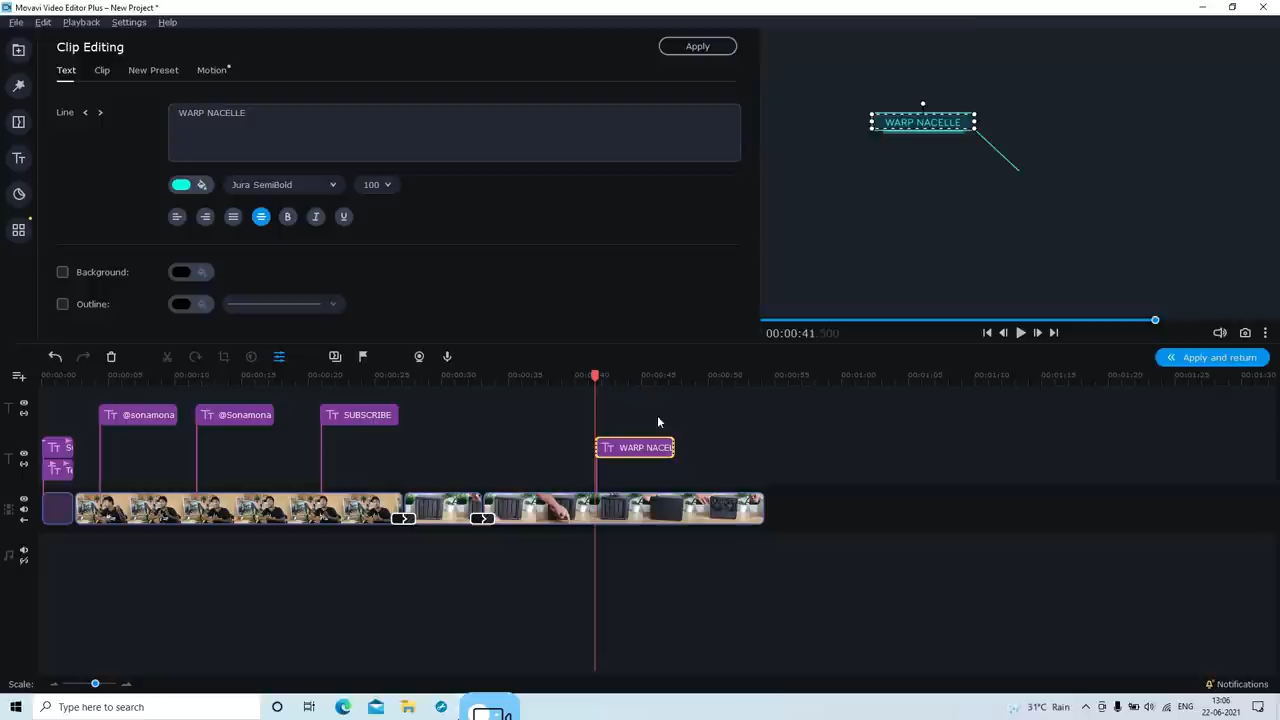 Movavi Video Editor Plus – New Project *
File Edit Playback Settings Help
Clip Editing
Apply
Text Clip New Preset Motion
Line < >
WARP NACELLE
WARP NACELLE
Jura SemiBold 100
B I U
Background:
Outline:
00:00:41.500
Apply and return
00:00:00 00:00:05 00:00:10 00:00:15 00:00:20 00:00:25 00:00:30 00:00:35 00:00:40 00:00:45 00:00:50 00:00:55 00:01:00 00:01:05 00:01:10 00:01:15 00:01:20 00:01:25 00:01:30
@sonamona @Sonamona SUBSCRIBE
WARP NACEL
Scale:
Notifications
Type here to search
31°C Rain
ENG
13:06
22-06-2021